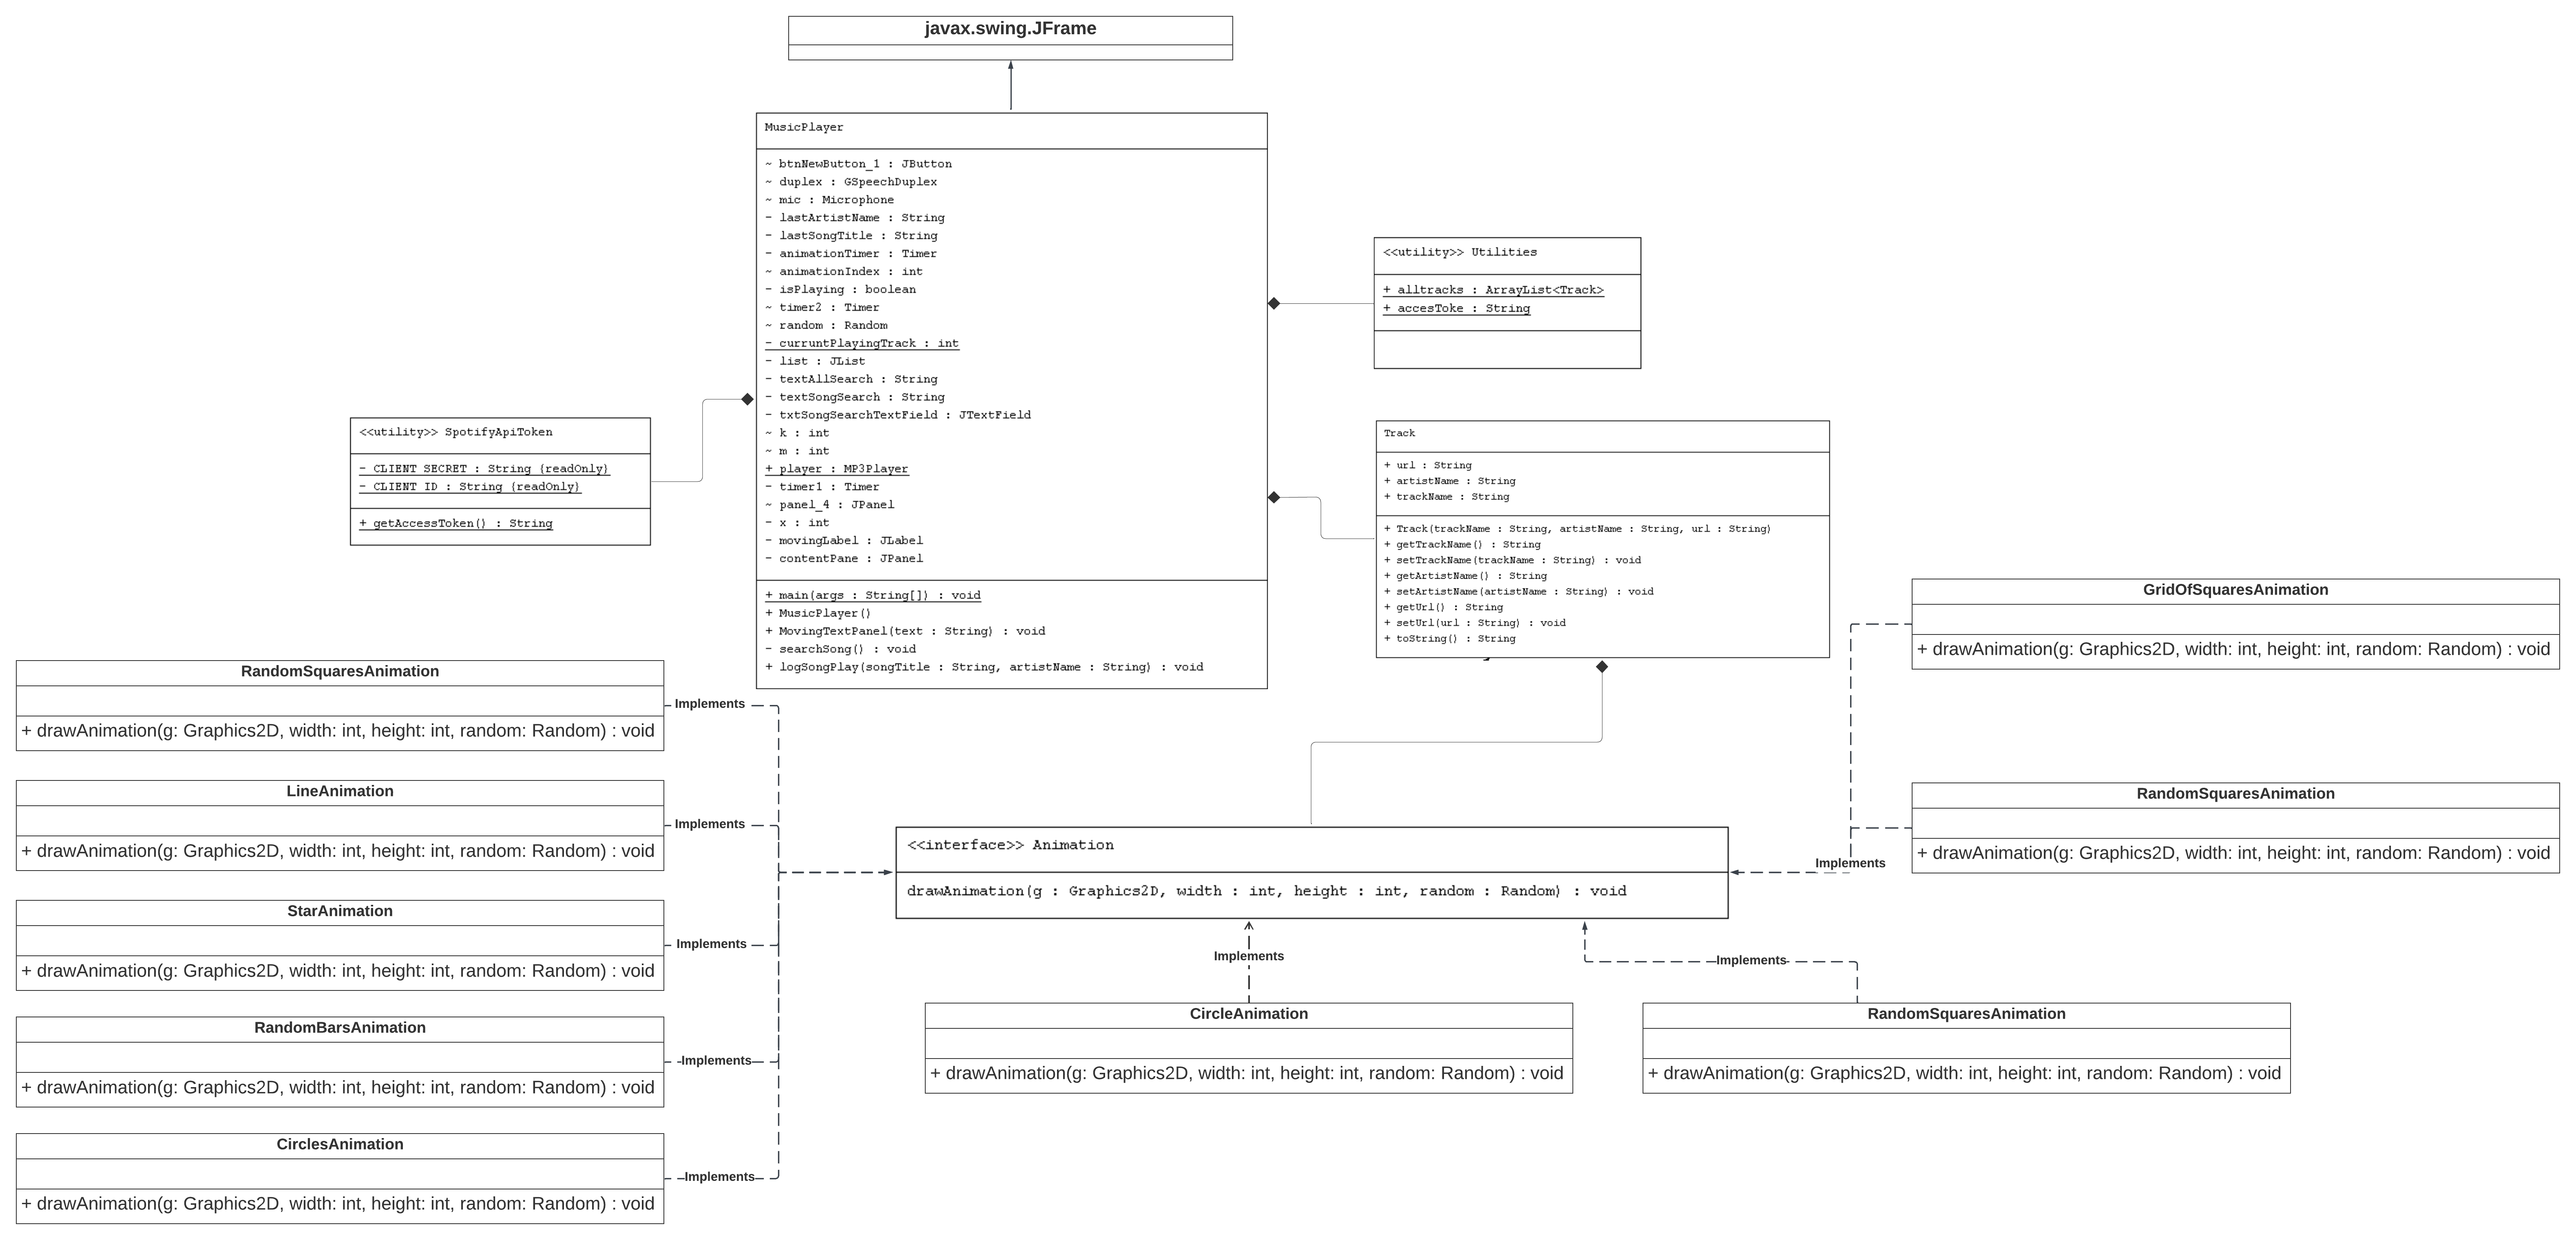 javax.swing.JFrame
MusicPlayer
~ btnNewButton_1 : JButton
~ duplex : GSpeechDuplex
~ mic : Microphone
- lastArtistName : String
- lastSongTitle : String
- animationTimer : Timer
~ animationIndex : int
- isPlaying : boolean
~ timer2 : Timer
~ random : Random
- curruntPlayingTrack : int
- list : JList
- textAllSearch : String
- textSongSearch : String
- txtSongSearchTextField : JTextField
~ k : int
~ m : int
+ player : MP3Player
- timer1 : Timer
~ panel_4 : JPanel
- x : int
- movingLabel : JLabel
- contentPane : JPanel
+ main(args : String[]) : void
+ MusicPlayer()
+ MovingTextPanel(text : String) : void
- searchSong() : void
+ logSongPlay(songTitle : String, artistName : String) : void
<<utility>> Utilities
+ alltracks : ArrayList<Track>
+ accesToke : String
<<utility>> SpotifyApiToken
- CLIENT_SECRET : String {readOnly}
- CLIENT_ID : String {readOnly}
+ getAccessToken() : String
Track
+ url : String
+ artistName : String
+ trackName : String
+ Track(trackName : String, artistName : String, url : String)
+ getTrackName() : String
+ setTrackName(trackName : String) : void
+ getArtistName() : String
+ setArtistName(artistName : String) : void
+ getUrl() : String
+ setUrl(url : String) : void
+ toString() : String
GridOfSquaresAnimation
+ drawAnimation(g: Graphics2D, width: int, height: int, random: Random) : void
RandomSquaresAnimation
+ drawAnimation(g: Graphics2D, width: int, height: int, random: Random) : void
Implements
LineAnimation
+ drawAnimation(g: Graphics2D, width: int, height: int, random: Random) : void
Implements
RandomSquaresAnimation
+ drawAnimation(g: Graphics2D, width: int, height: int, random: Random) : void
Implements
<<interface>> Animation
drawAnimation(g : Graphics2D, width : int, height : int, random : Random) : void
StarAnimation
+ drawAnimation(g: Graphics2D, width: int, height: int, random: Random) : void
Implements
Implements
Implements
CircleAnimation
+ drawAnimation(g: Graphics2D, width: int, height: int, random: Random) : void
RandomSquaresAnimation
+ drawAnimation(g: Graphics2D, width: int, height: int, random: Random) : void
RandomBarsAnimation
+ drawAnimation(g: Graphics2D, width: int, height: int, random: Random) : void
Implements
CirclesAnimation
+ drawAnimation(g: Graphics2D, width: int, height: int, random: Random) : void
Implements